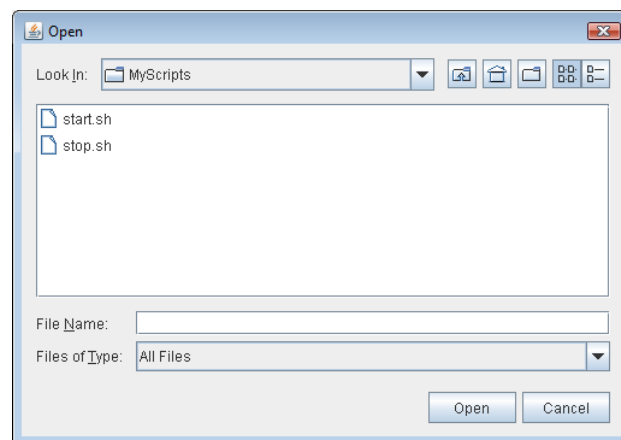 Open
Look In: MyScripts
start.sh
stop.sh
File Name:
Files of Type: All Files
Open Cancel